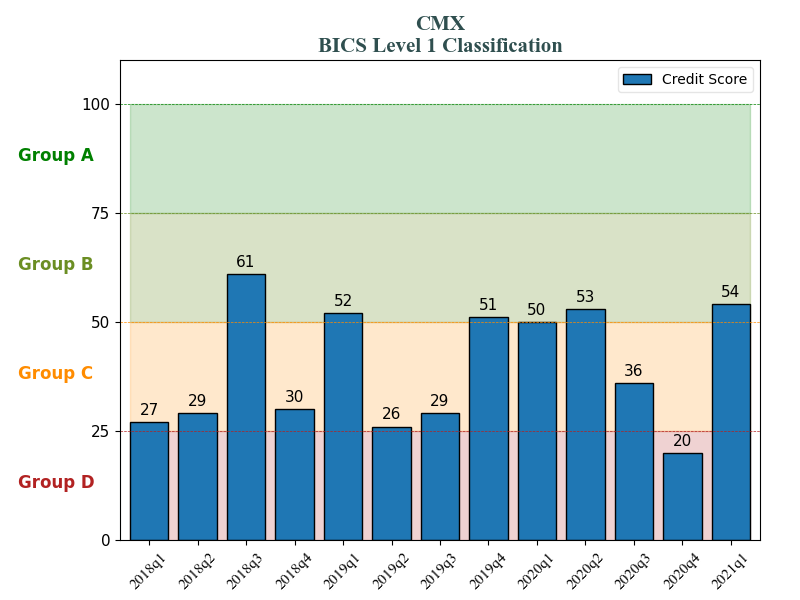 CMX
BICS Level 1 Classification
Credit Score
100
Group A
75
Group B
61
54
53
52
51
50
50
Group C
36
30
29
29
27
26
25
20
Group D
0
2018q1
2018q2
2018q3
2018q4
2019q1
2019q2
2019q3
2019q4
2020q1
2020q2
2020q3
2020q4
2021q1